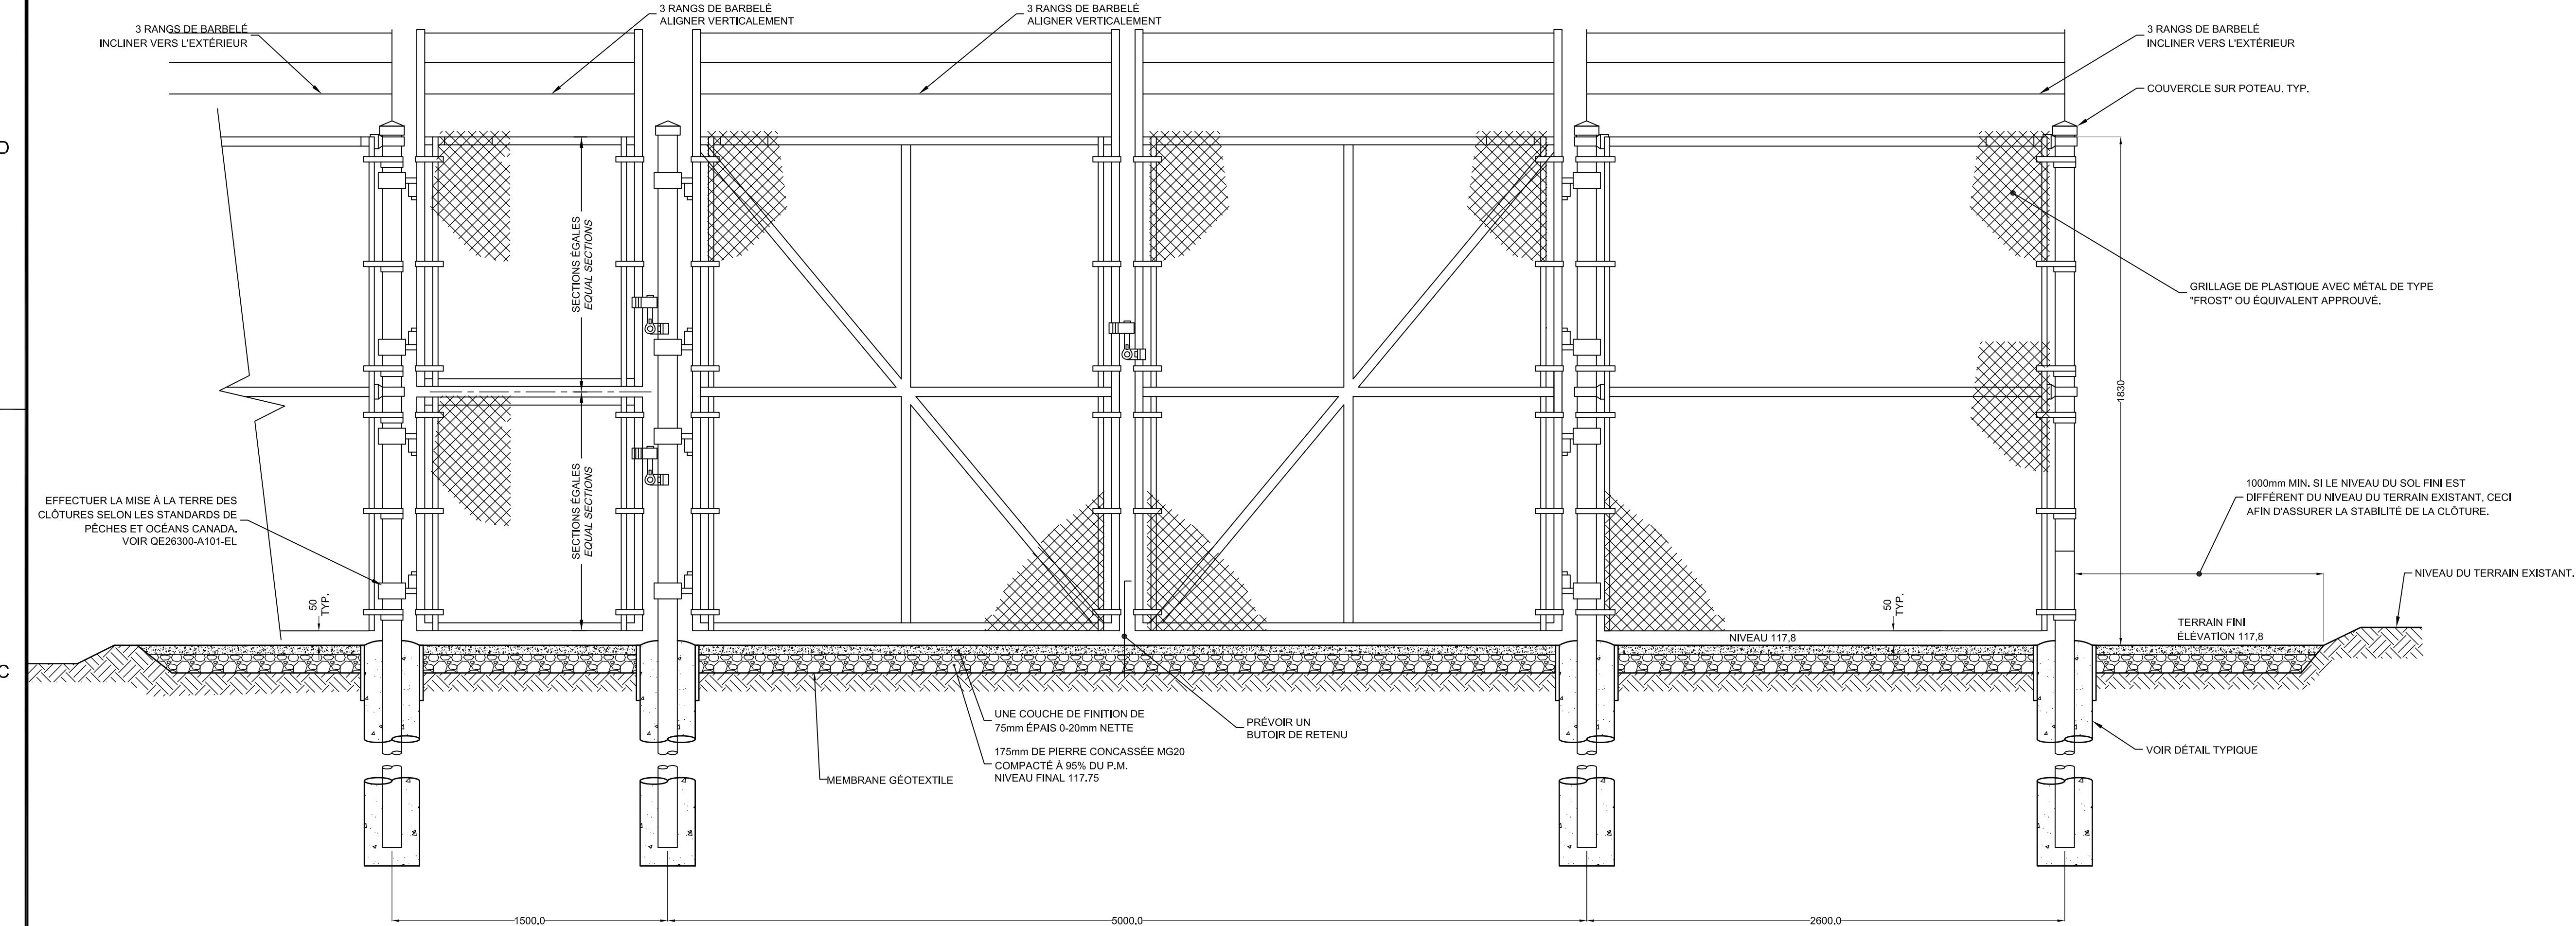 3 RANGS DE BARBELÉ
INCLINER VERS L'EXTÉRIEUR
3 RANGS DE BARBELÉ
ALIGNER VERTICALEMENT
3 RANGS DE BARBELÉ
ALIGNER VERTICALEMENT
3 RANGS DE BARBELÉ
INCLINER VERS L'EXTÉRIEUR
COUVERCLE SUR POTEAU, TYP.
D
SECTIONS ÉGALES
EQUAL SECTIONS
GRILLAGE DE PLASTIQUE AVEC MÉTAL DE TYPE
"FROST" OU ÉQUIVALENT APPROUVÉ.
1830
SECTIONS ÉGALES
EQUAL SECTIONS
EFFECTUER LA MISE À LA TERRE DES
CLÔTURES SELON LES STANDARDS DE
PÊCHES ET OCÉANS CANADA.
VOIR QE26300-A101-EL
1000mm MIN. SI LE NIVEAU DU SOL FINI EST
DIFFÉRENT DU NIVEAU DU TERRAIN EXISTANT, CECI
AFIN D'ASSURER LA STABILITÉ DE LA CLÔTURE.
NIVEAU DU TERRAIN EXISTANT.
50
TYP.
50
TYP.
NIVEAU 117,8
TERRAIN FINI
ÉLÉVATION 117,8
C
UNE COUCHE DE FINITION DE
75mm ÉPAIS 0-20mm NETTE
175mm DE PIERRE CONCASSÉE MG20
COMPACTÉ À 95% DU P.M.
NIVEAU FINAL 117.75
MEMBRANE GÉOTEXTILE
PRÉVOIR UN
BUTOIR DE RETENU
VOIR DÉTAIL TYPIQUE
1500,0
5000,0
2600,0